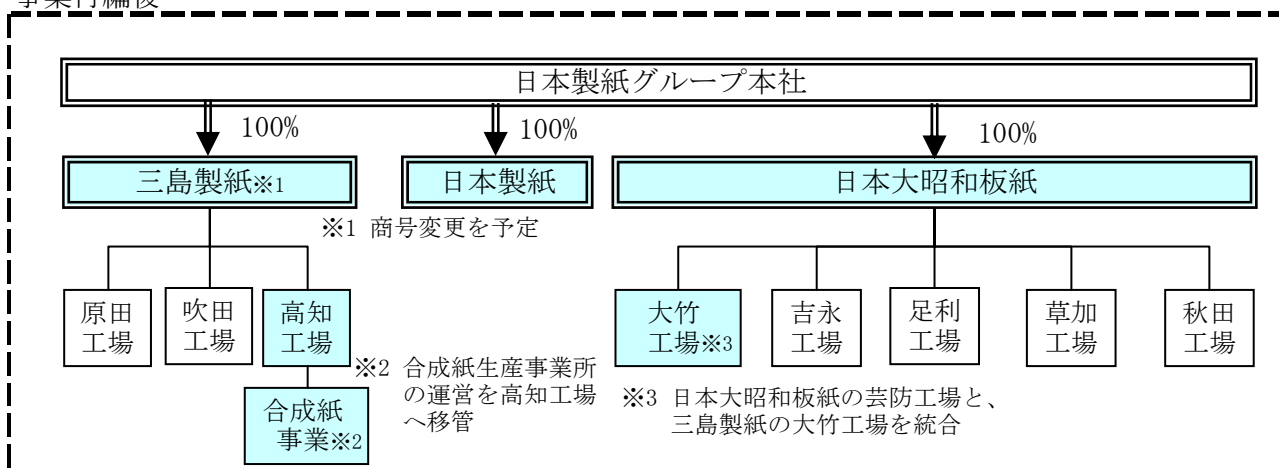 日本製紙グループ本社
100%
100%
100%
三島製紙※1
日本製紙
日本大昭和板紙
※1 商号変更を予定
原田
工場
吹田
工場
高知
工場
大竹
工場※3
吉永
工場
足利
工場
草加
工場
秋田
工場
※2 合成紙生産事業所
の運営を高知工場
へ移管
※3 日本大昭和板紙の芸防工場と、
三島製紙の大竹工場を統合
合成紙
事業※2